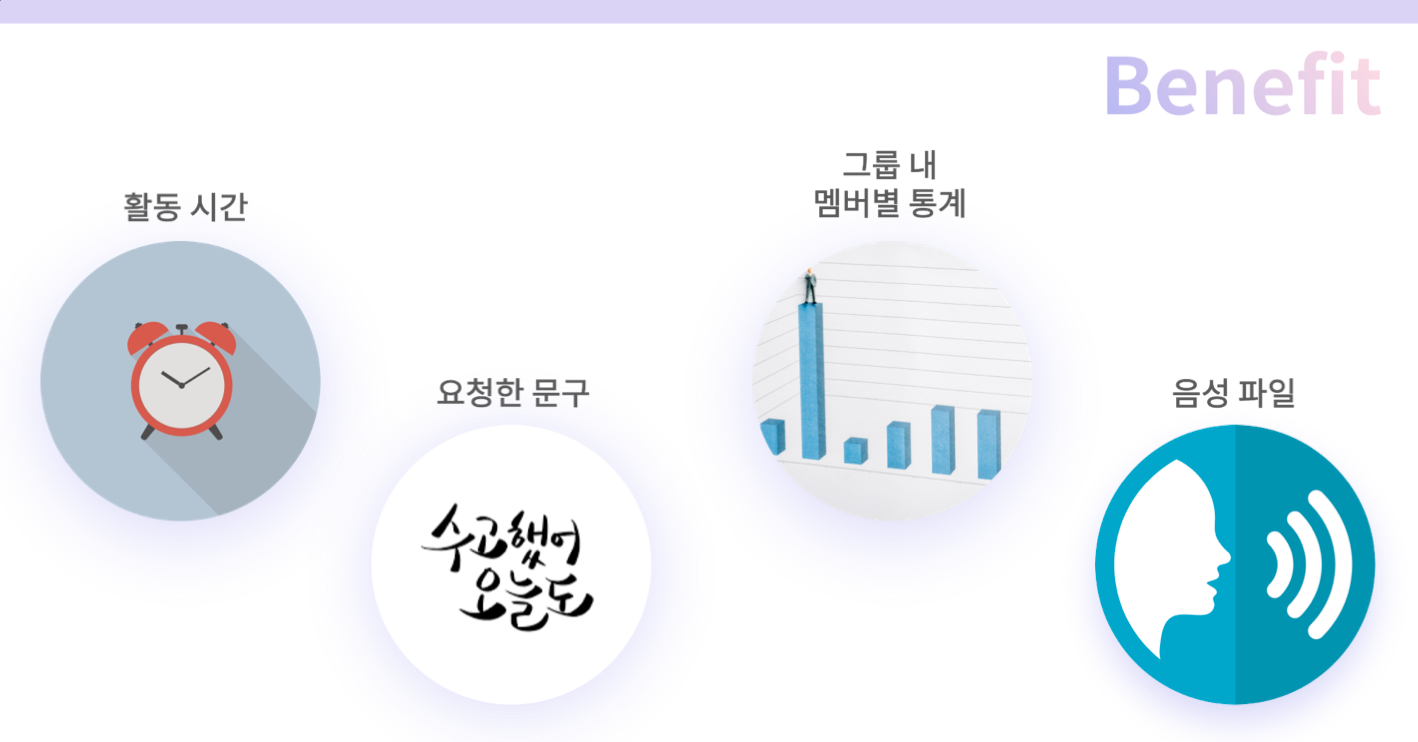 Benefit
활동 시간
요청한 문구
수고했어
오늘도
그룹 내
멤버별 통계
음성 파일